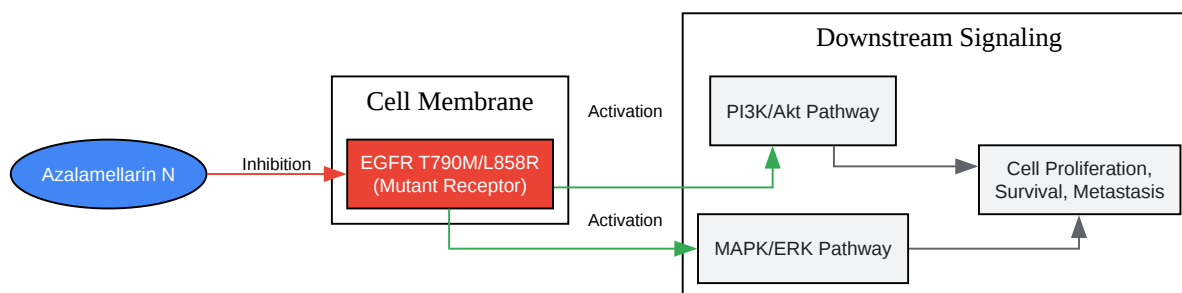 Downstream Signaling
Cell Membrane
Activation
PI3K/Akt Pathway
Azalamellarin N
Inhibition
EGFR T790M/L858R
(Mutant Receptor)
Cell Proliferation,
Survival, Metastasis
Activation
MAPK/ERK Pathway